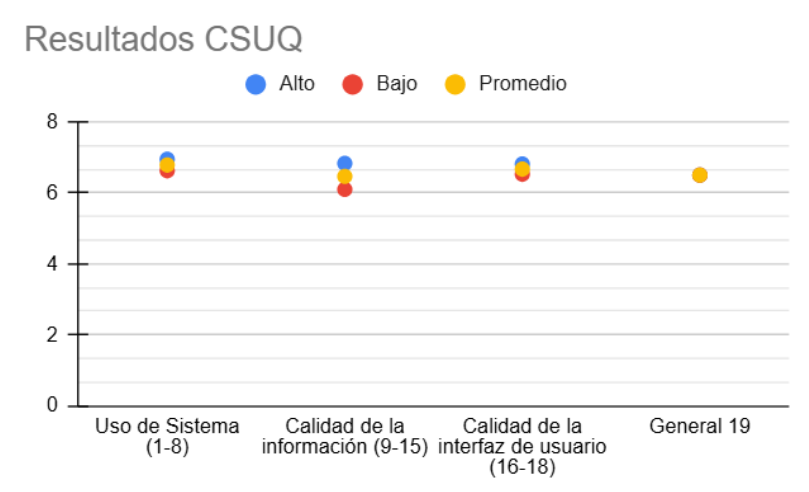 Resultados CSUQ
Alto Bajo Promedio
8
6
4
2
0
Uso de Sistema
(1-8)
Calidad de la
información (9-15)
Calidad de la
interfaz de usuario
(16-18)
General 19